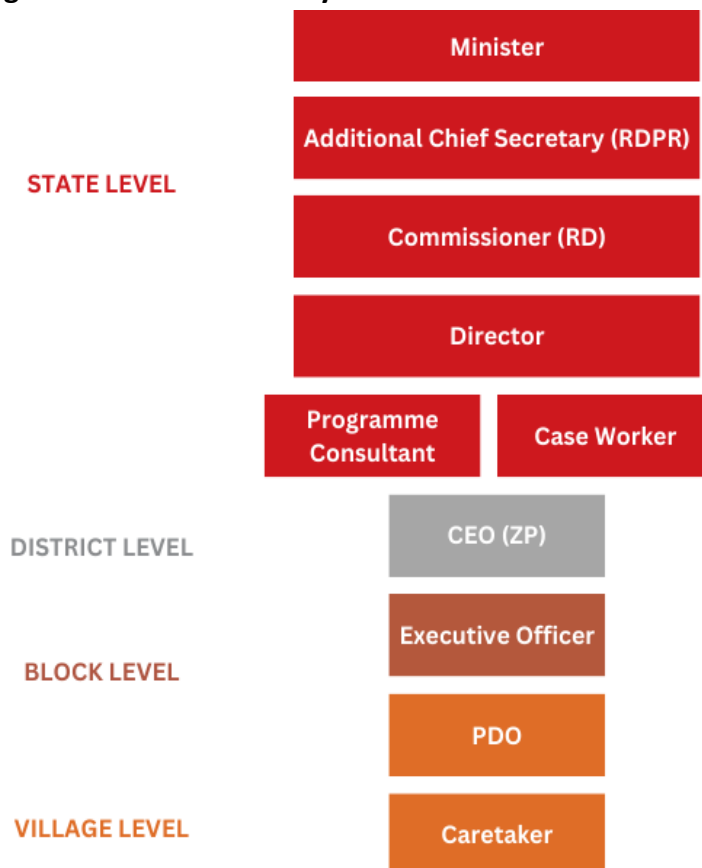 Minister
Additional Chief Secretary (RDPR)
STATE LEVEL
Commissioner (RD)
Director
Programme
Consultant
Case Worker
CEO (ZP)
DISTRICT LEVEL
Executive Officer
BLOCK LEVEL
PDO
VILLAGE LEVEL
Caretaker